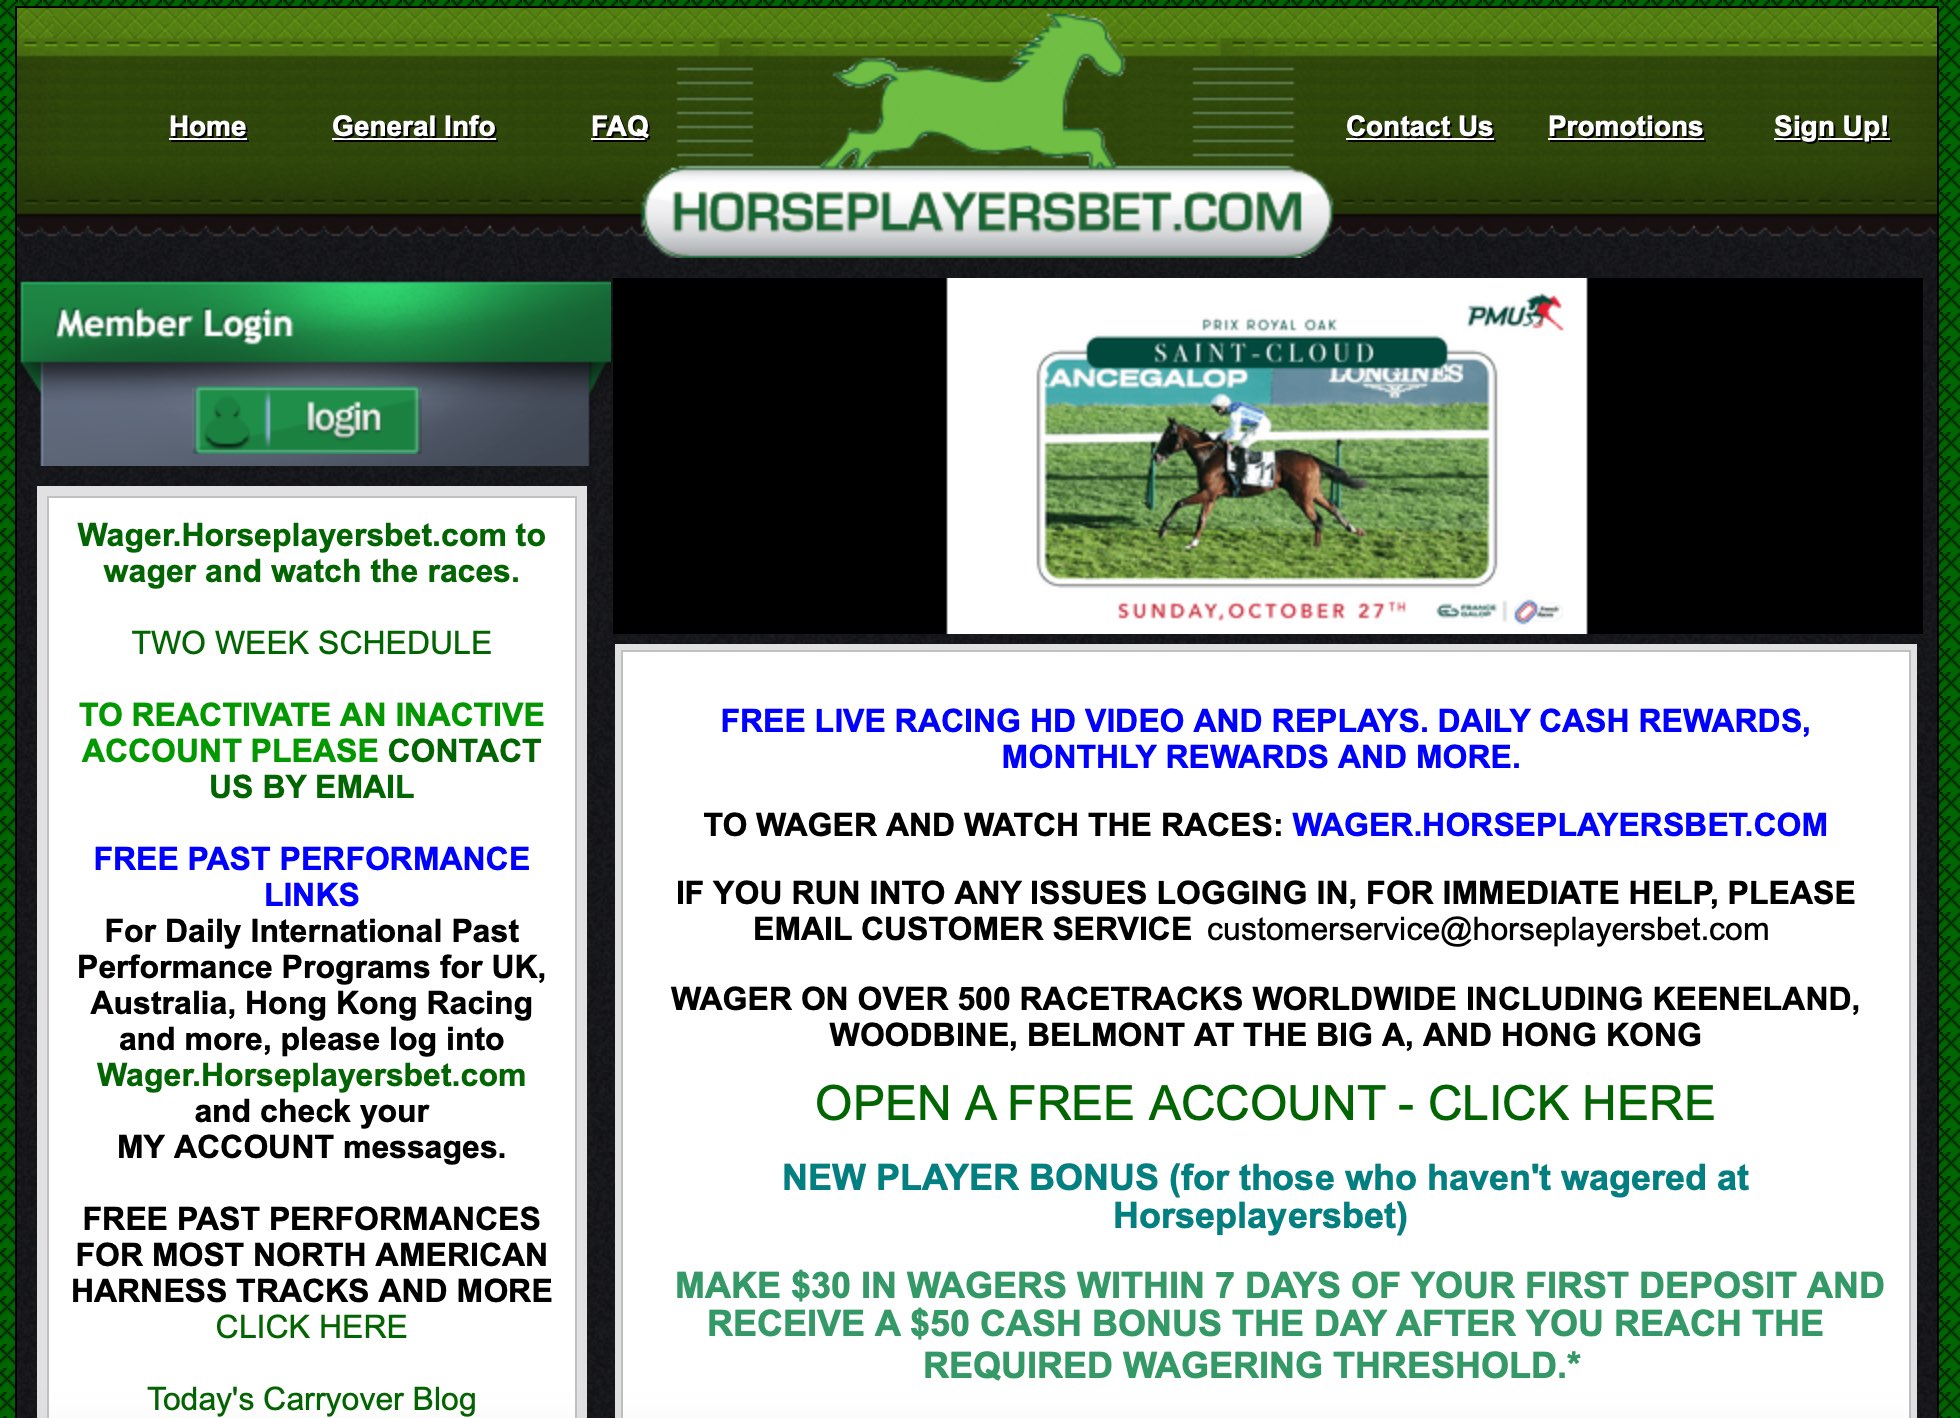 Home
General Info
FAQ
Contact Us
Promotions
Sign Up!
HORSEPLAYERSBET.COM
Member Login
login
Wager.Horseplayersbet.com to
wager and watch the races.
TWO WEEK SCHEDULE
TO REACTIVATE AN INACTIVE
ACCOUNT PLEASE CONTACT
US BY EMAIL
FREE PAST PERFORMANCE
LINKS
For Daily International Past
Performance Programs for UK,
Australia, Hong Kong Racing
and more, please log into
Wager.Horseplayersbet.com
and check your
MY ACCOUNT messages.
FREE PAST PERFORMANCES
FOR MOST NORTH AMERICAN
HARNESS TRACKS AND MORE
CLICK HERE
Today's Carryover Blog
PRIX ROYAL OAK
PMU
SAINT-CLOUD
ANCEGALOP
LONGINES
11
SUNDAY, OCTOBER 27TH
FRANCE
GALOP
FREE LIVE RACING HD VIDEO AND REPLAYS. DAILY CASH REWARDS,
MONTHLY REWARDS AND MORE.
TO WAGER AND WATCH THE RACES: WAGER.HORSEPLAYERSBET.COM
IF YOU RUN INTO ANY ISSUES LOGGING IN, FOR IMMEDIATE HELP, PLEASE
EMAIL CUSTOMER SERVICE customerservice@horseplayersbet.com
WAGER ON OVER 500 RACETRACKS WORLDWIDE INCLUDING KEENELAND,
WOODBINE, BELMONT AT THE BIG A, AND HONG KONG
OPEN A FREE ACCOUNT - CLICK HERE
NEW PLAYER BONUS (for those who haven't wagered at
Horseplayersbet)
MAKE $30 IN WAGERS WITHIN 7 DAYS OF YOUR FIRST DEPOSIT AND
RECEIVE A $50 CASH BONUS THE DAY AFTER YOU REACH THE
REQUIRED WAGERING THRESHOLD.*